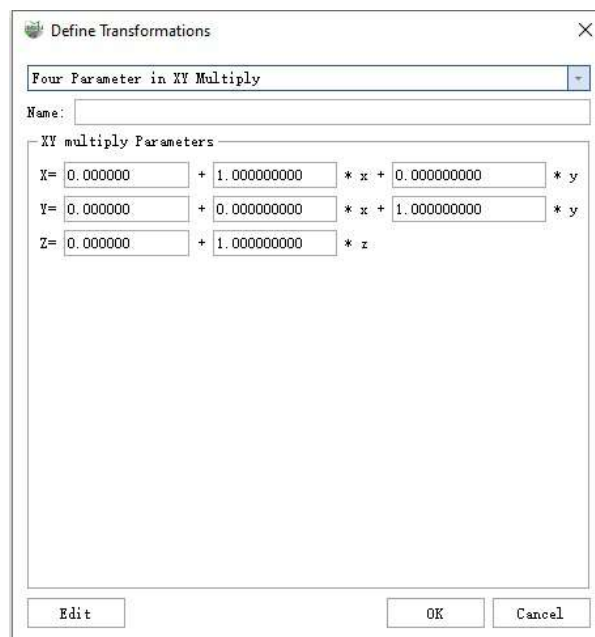 Define Transformations
Four Parameter in XY Multiply
Name:
XY multiply Parameters
X= 0.000000 + 1.000000000 * x + 0.000000000 * y
Y= 0.000000 + 0.000000000 * x + 1.000000000 * y
Z= 0.000000 + 1.000000000 * z
Edit OK Cancel